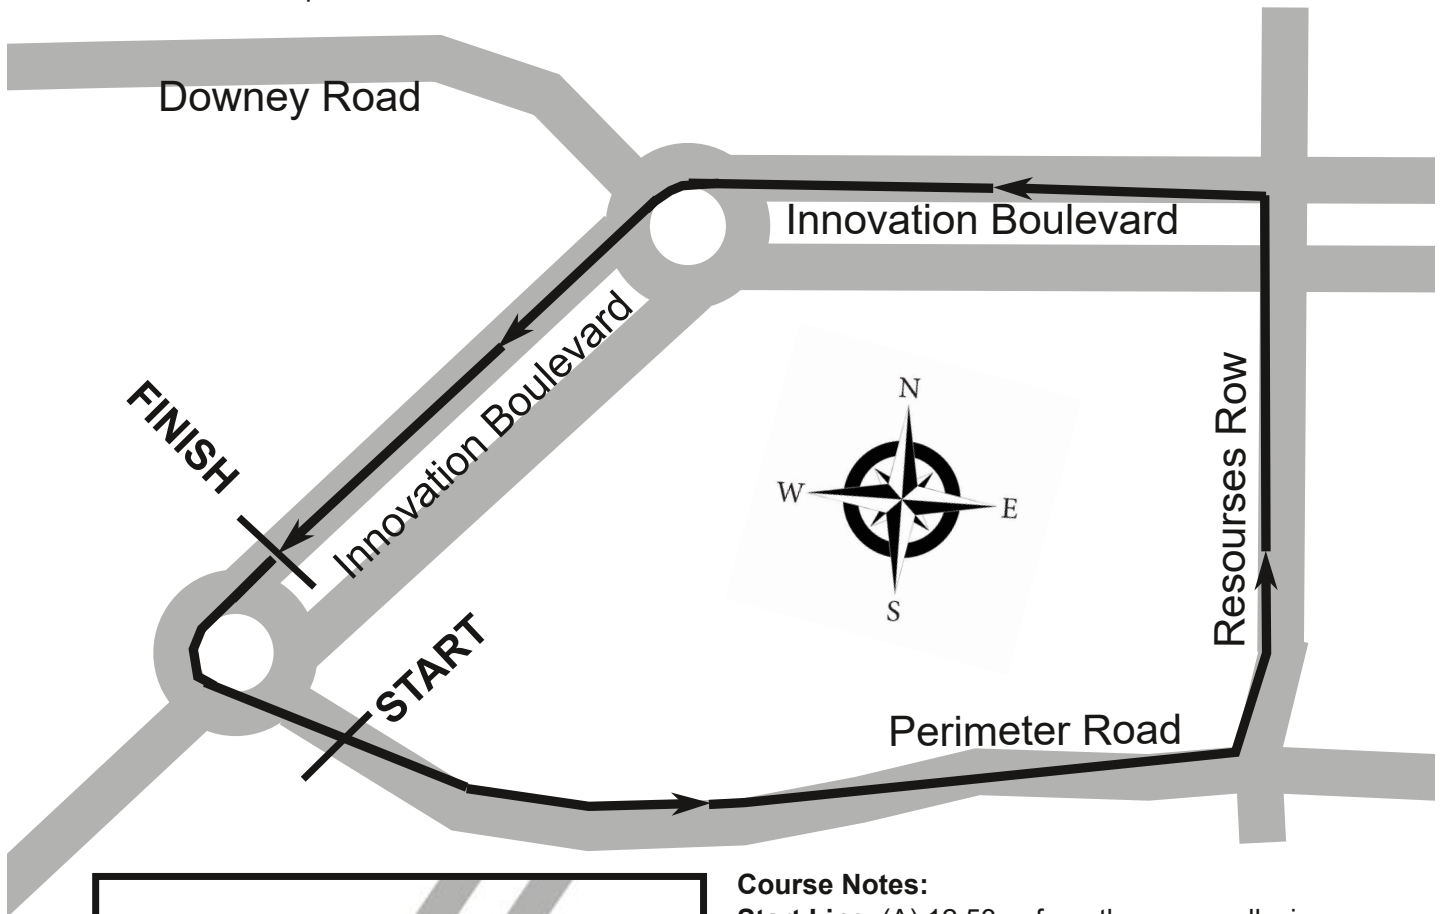 Downey Road
Innovation Boulevard
Innovation Boulevard
FINISH
N
W
E
S
Resourses Row
START
Perimeter Road
Course Notes: